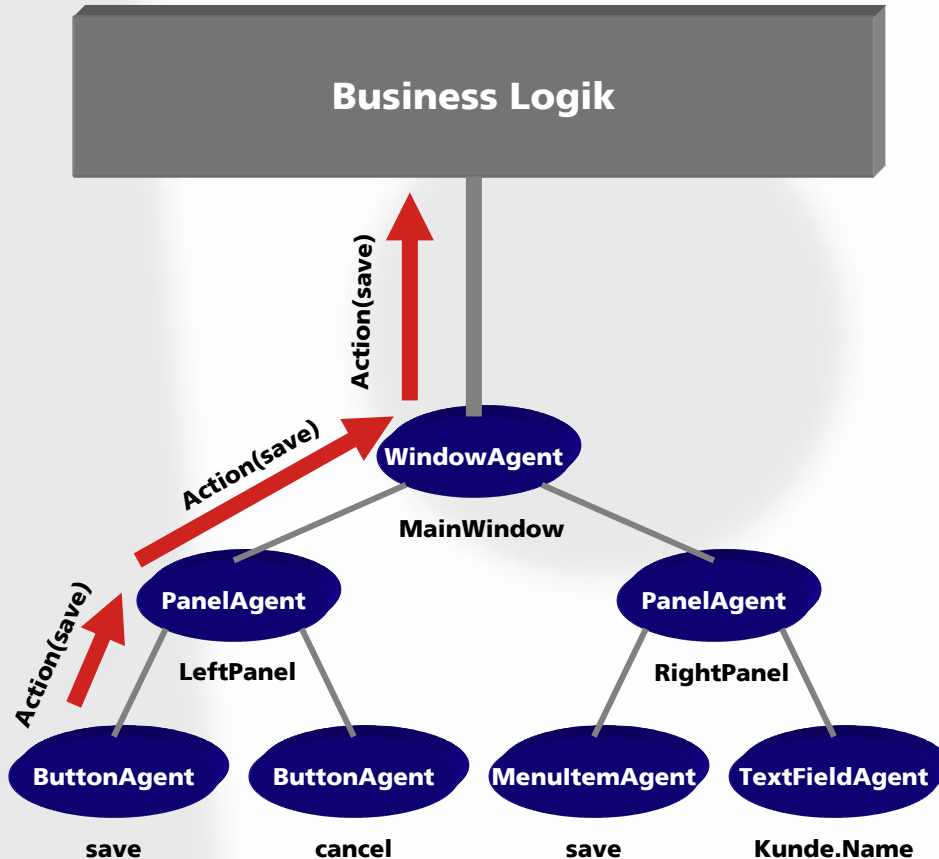 Business Logik
Action(save)
Action(save)
WindowAgent
MainWindow
Action(save)
PanelAgent
PanelAgent
LeftPanel
RightPanel
ButtonAgent
ButtonAgent
MenuItemAgent
TextFieldAgent
save
cancel
save
Kunde.Name